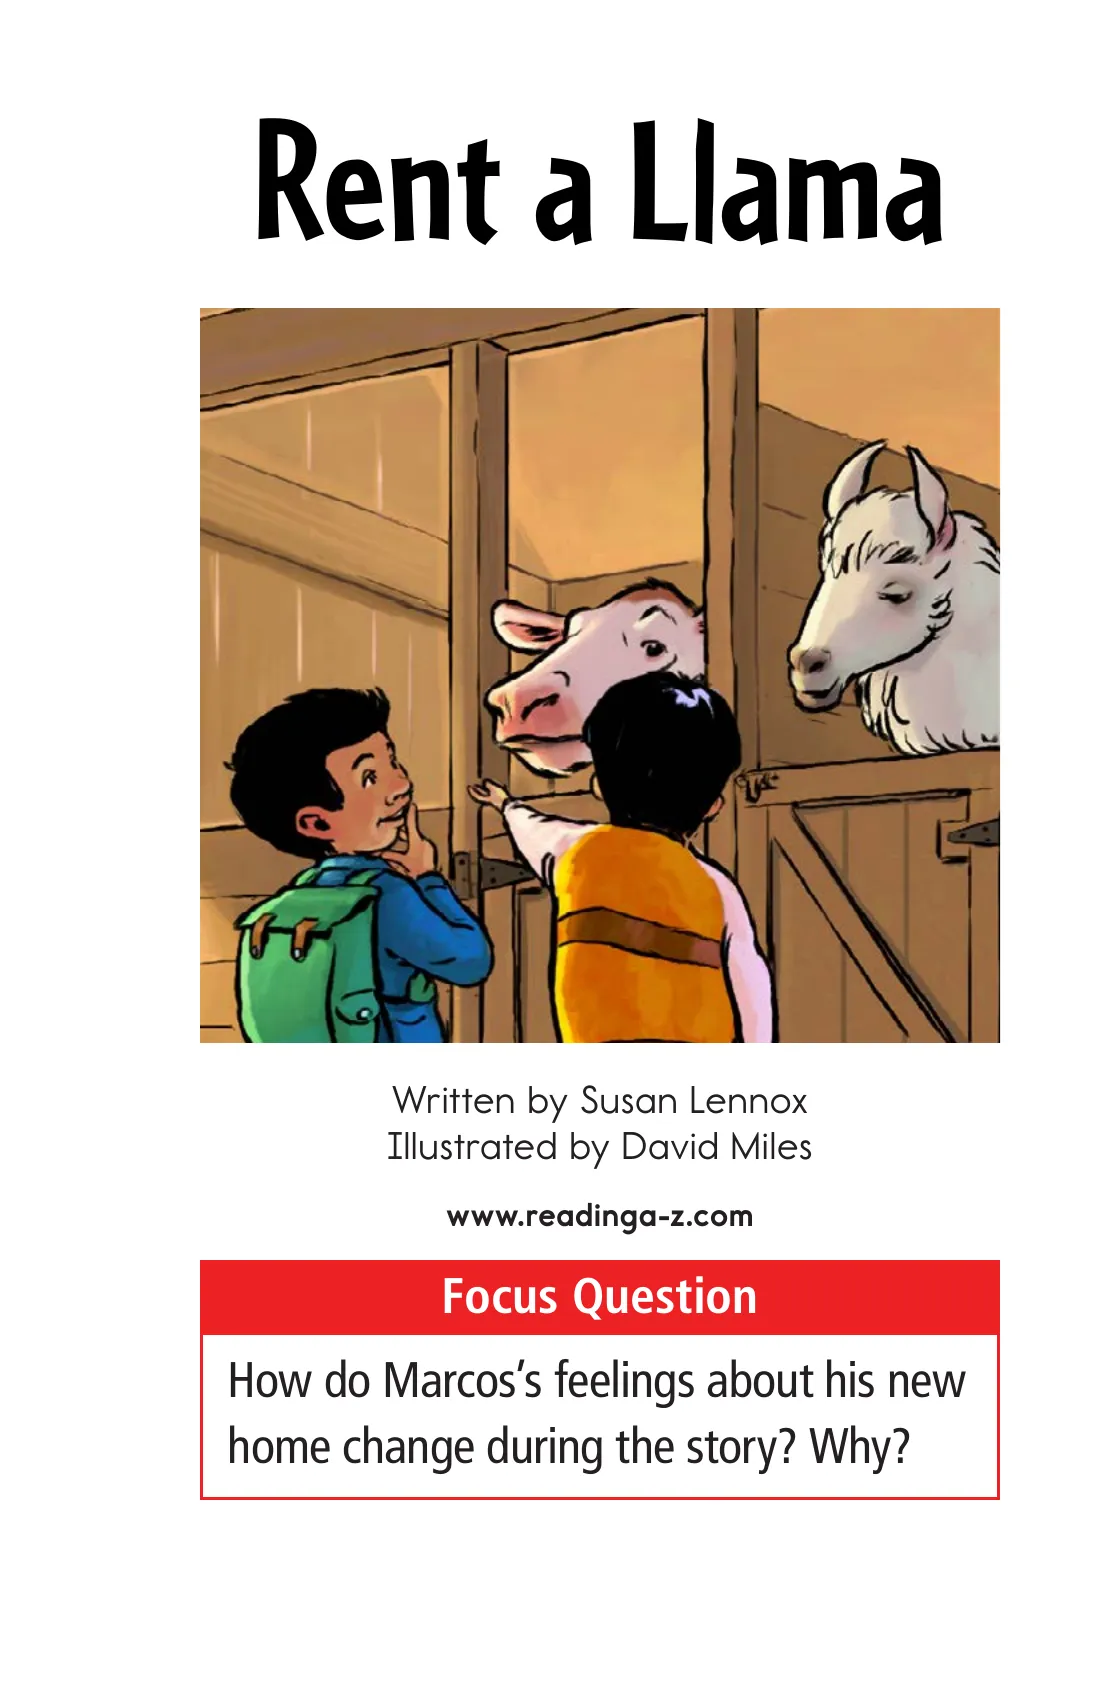 Rent a Llama
Written by Susan Lennox
Illustrated by David Miles
www.readinga-z.com
Focus Question
How do Marcos’s feelings about his new
home change during the story? Why?